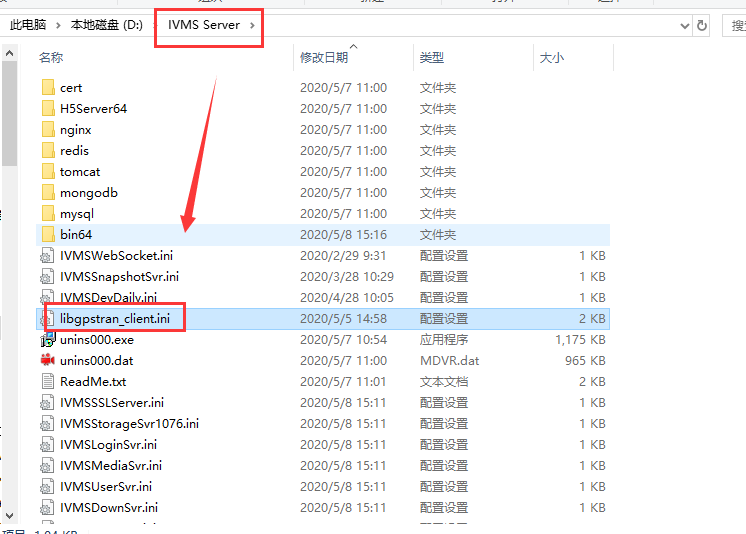 此电脑 > 本地磁盘 (D:) > IVMS Server >
名称 修改日期 类型 大小
cert 2020/5/7 11:00 文件夹
H5Server64 2020/5/7 11:00 文件夹
nginx 2020/5/7 11:00 文件夹
redis 2020/5/7 11:00 文件夹
tomcat 2020/5/7 11:00 文件夹
mongodb 2020/5/7 11:00 文件夹
mysql 2020/5/7 11:00 文件夹
bin64 2020/5/8 15:16 文件夹
IVMSWebSocket.ini 2020/2/29 9:31 配置设置 1 KB
IVMSSnapshotSvr.ini 2020/3/28 10:29 配置设置 1 KB
IVMSDevDaily.ini 2020/4/28 10:05 配置设置 1 KB
libgpstran_client.ini 2020/5/5 14:58 配置设置 2 KB
unins000.exe 2020/5/7 10:54 应用程序 1,175 KB
unins000.dat 2020/5/7 11:00 MDVR.dat 965 KB
ReadMe.txt 2020/5/7 11:01 文本文档 2 KB
IVMSSSLServer.ini 2020/5/8 15:11 配置设置 1 KB
IVMSStorageSvr1076.ini 2020/5/8 15:11 配置设置 1 KB
IVMSLoginSvr.ini 2020/5/8 15:11 配置设置 1 KB
IVMSMediaSvr.ini 2020/5/8 15:11 配置设置 1 KB
IVMSUserSvr.ini 2020/5/8 15:11 配置设置 1 KB
IVMSDownSvr.ini 2020/5/8 15:11 配置设置 1 KB